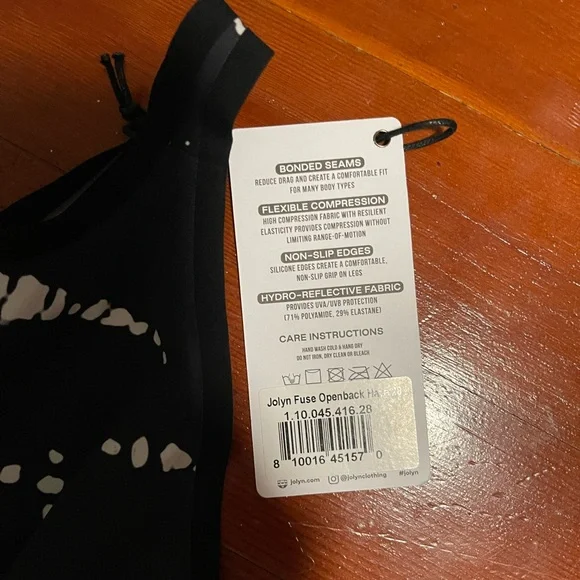 BONDED SEAMS
REDUCE DRAG AND CREATE A COMFORTABLE FIT
FOR MANY BODY TYPES
FLEXIBLE COMPRESSION
HIGH COMPRESSION FABRIC WITH RESILIENT
ELASTICITY PROVIDES COMPRESSION WITHOUT
LIMITING RANGE-OF-MOTION
NON-SLIP EDGES
SILICONE EDGES CREATE A COMFORTABLE,
NON-SLIP GRIP ON LEGS
HYDRO-REFLECTIVE FABRIC
PROVIDES UVA/UVB PROTECTION
(71% POLYAMIDE, 29% ELASTANE)
CARE INSTRUCTIONS
HAND WASH COLD & HANG DRY
DO NOT IRON, DRY CLEAN OR BLEACH
Jolyn Fuse Openback
1.10.045.416.28
8 10016 45157 0
jolyn.com @jolynclothing #jolyn